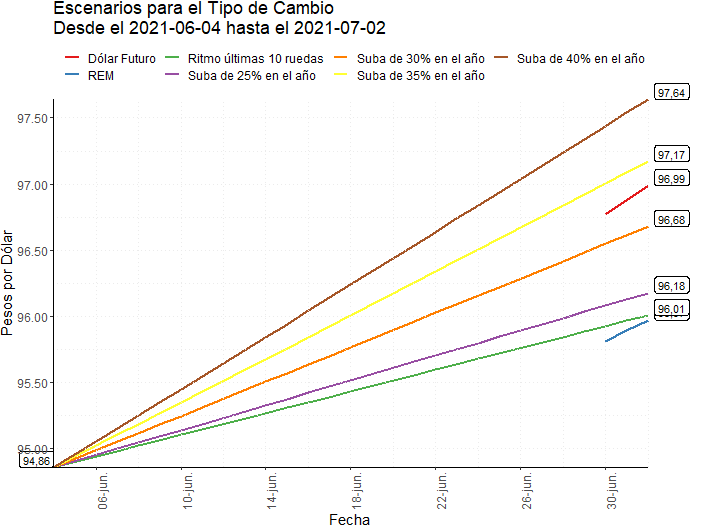 Escenarios para el Tipo de Cambio
Desde el 2021-06-04 hasta el 2021-07-02
Dólar Futuro
Ritmo últimas 10 ruedas
Suba de 30% en el año
Suba de 40% en el año
REM
Suba de 25% en el año
Suba de 35% en el año
97,64
97.50
97,17
97.00
96,99
96,68
96.50
96,18
96,01
96.00
95.50
95.00
94,86
Pesos por Dólar
06-jun.
10-jun.
14-jun.
18-jun.
22-jun.
26-jun.
30-jun.
Fecha